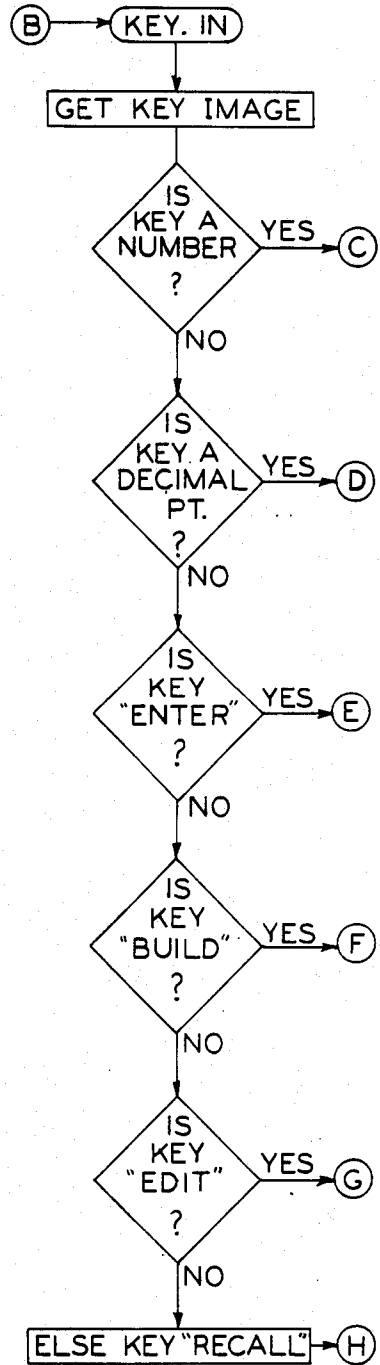 B KEY. IN
GET KEY IMAGE
IS
KEY A
NUMBER
?
YES C
NO
IS
KEY A
DECIMAL
PT.
?
YES D
NO
IS
KEY
"ENTER"
?
YES E
NO
IS
KEY
"BUILD"
?
YES F
NO
IS
KEY
"EDIT"
?
YES G
NO
ELSE KEY "RECALL" H